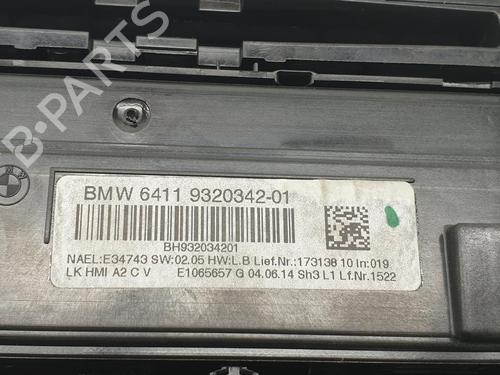 BMW 6411 9320342-01
BH932034201
NAEL:E34743 SW:02.05 HW:L.B Lief.Nr.:173138 10 In:019
LK HMI A2 C V E1065657 G 04.06.14 Sh3 L1 Lf.Nr.1522
B-PARTS